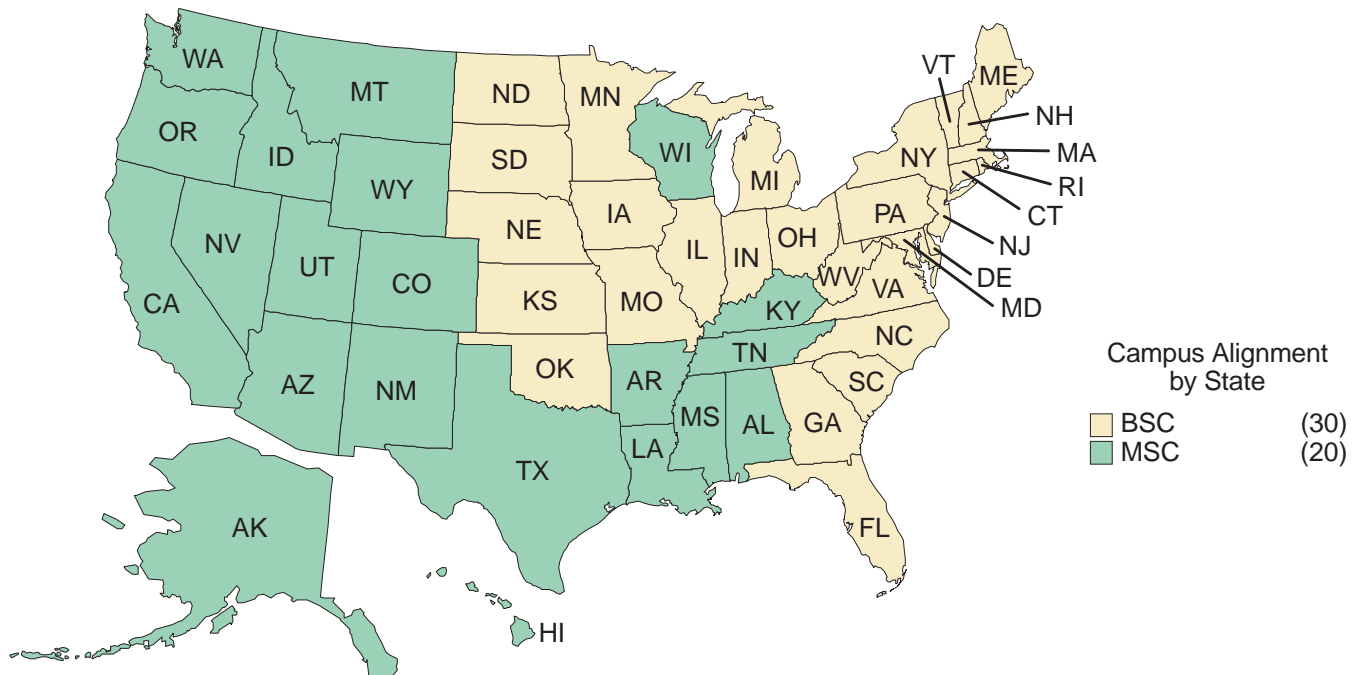 VT
ME
WA
MT
ND
MN
NH
OR
ID
SD
WI
NY
MA
WY
MI
RI
CT
NV
NE
IA
PA
NJ
UT
CO
IL
IN
OH
WV
DE
CA
KS
MO
VA
MD
KY
NC
TN
AZ
NM
OK
AR
SC
MS
AL
GA
LA
TX
FL
AK
HI
Campus Alignment
by State
BSC (30)
MSC (20)